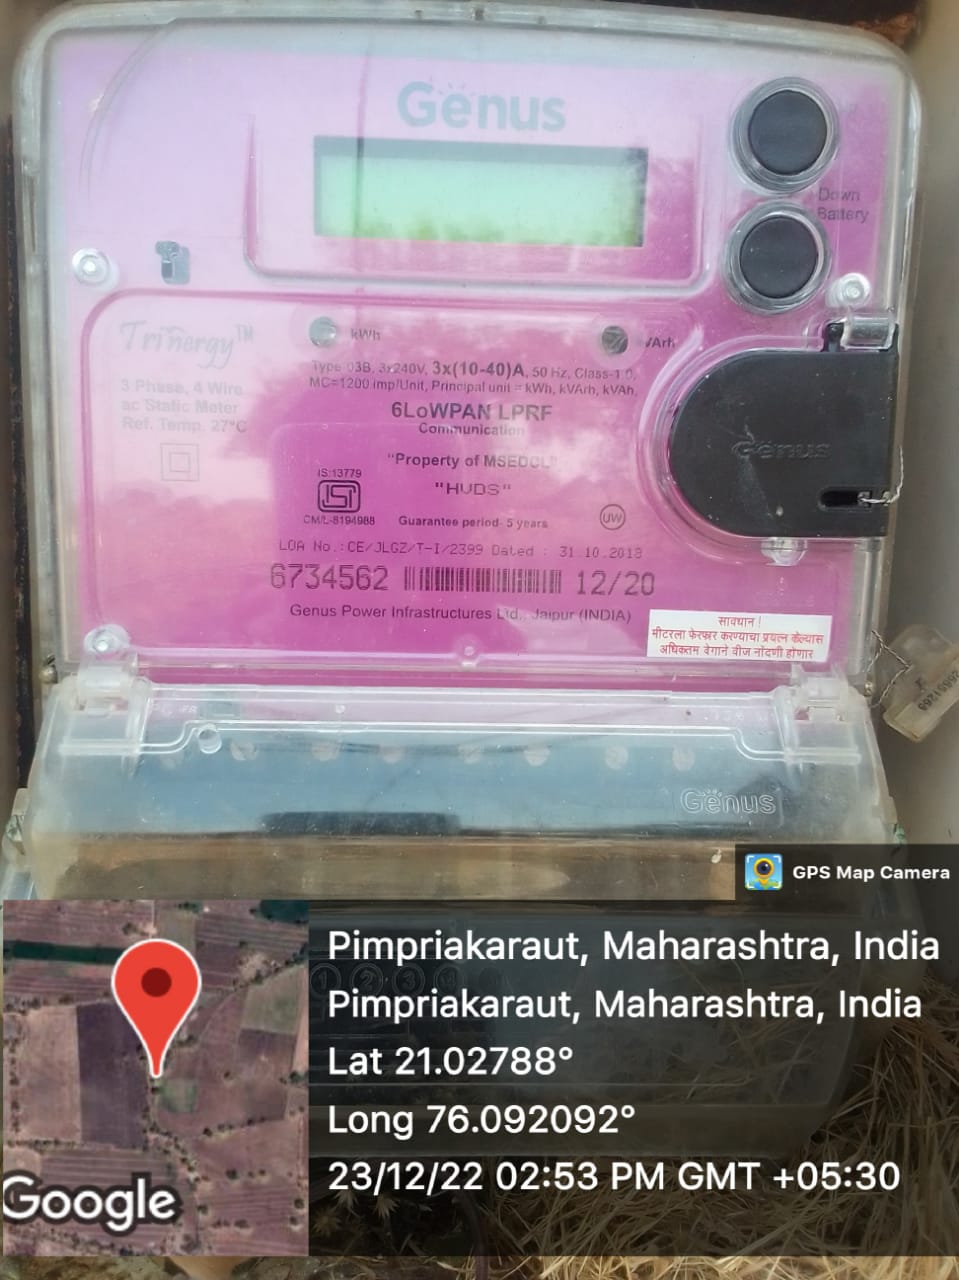 Genus
Down
Battery
kWh
kVArh
Trinergy™
3 Phase, 4 Wire
ac Static Meter
Ref. Temp. 27°C
Type-03B, 3x240V, 3x(10-40)A, 50 Hz, Class-1.0,
MC=1200 imp/Unit, Principal unit = kWh, kVArh, kVAh,
6LoWPAN LPRF
Communication
"Property of MSEDCL"
"HVDS"
IS:13779
ISI
CM/L-8194988
Guarantee period- 5 years
UW
LOA No.:CE/JLGZ/T-I/2399 Dated : 31.10.2018
6734562
12/20
Genus Power Infrastructures Ltd., Jaipur (INDIA)
Genus
सावधान !
मीटरला फेरफार करण्याचा प्रयत्न केल्यास
अधिकतम वेगाने वीज नोंदणी होणार
Genus
GPS Map Camera
Pimpriakaraut, Maharashtra, India
Pimpriakaraut, Maharashtra, India
Lat 21.02788°
Long 76.092092°
23/12/22 02:53 PM GMT +05:30
Google